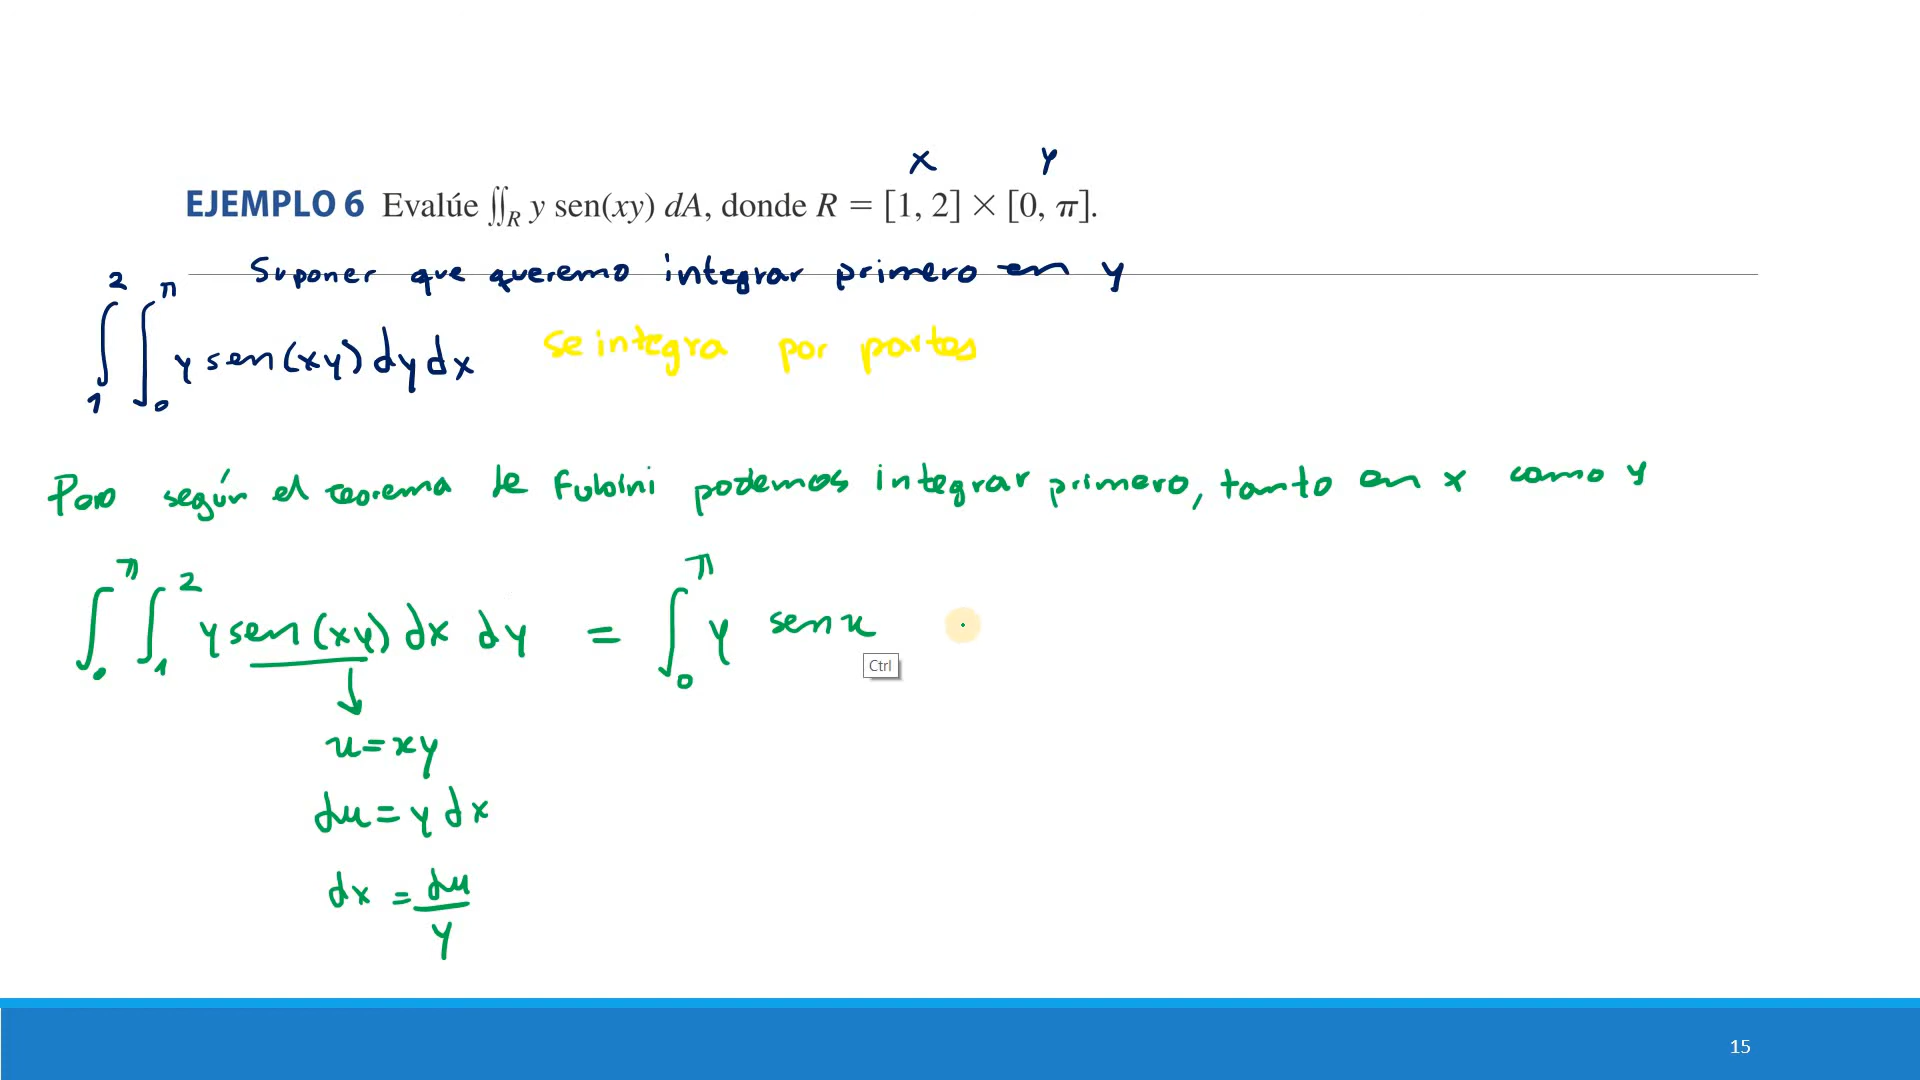 x y
EJEMPLO 6 Evalúe ∬_R y sen(xy) dA, donde R = [1, 2] × [0, π].
Suponer que queremo integrar primero en y
∫_1^2 ∫_0^π y sen(xy) dy dx se integra por partes
Pero según el teorema de Fubini podemos integrar primero, tanto en x como y
∫_0^π ∫_1^2 y sen(xy) dx dy = ∫_0^π y sen u
Ctrl
↓
u = xy
du = y dx
dx = du/y
15